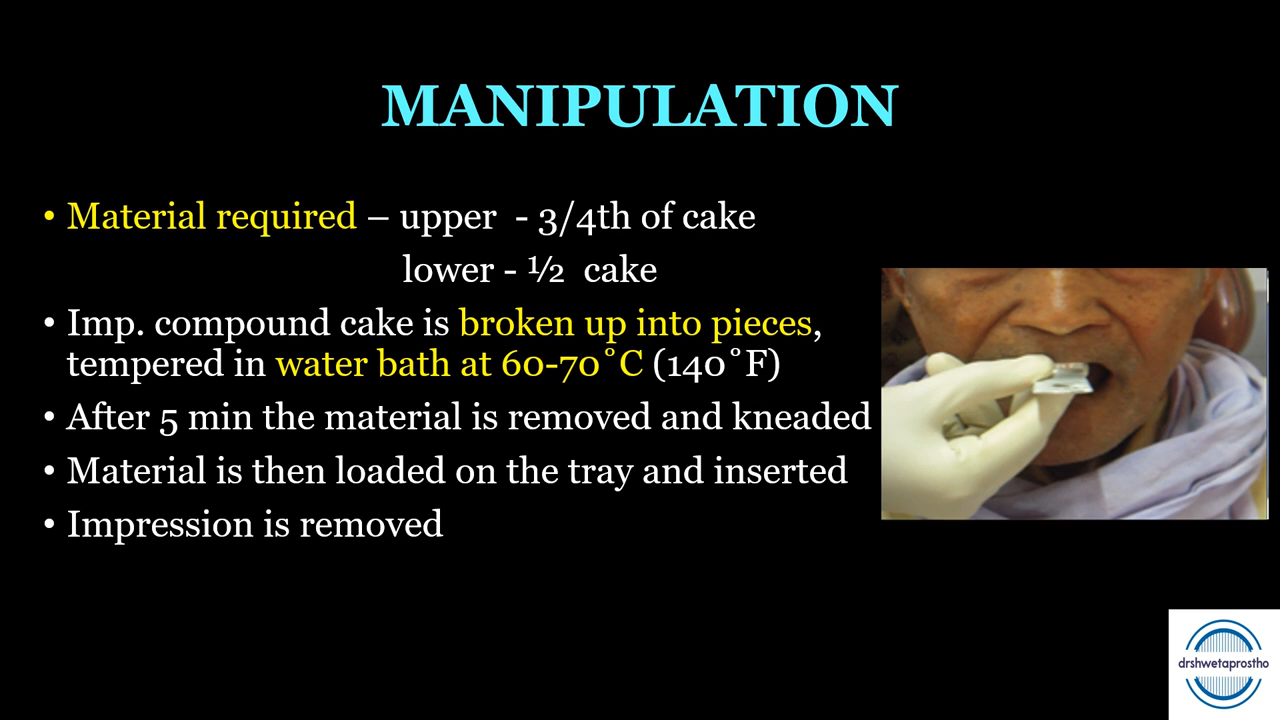 MANIPULATION
• Material required – upper - 3/4th of cake
lower - ½ cake
• Imp. compound cake is broken up into pieces,
tempered in water bath at 60-70˚C (140˚F)
• After 5 min the material is removed and kneaded
• Material is then loaded on the tray and inserted
• Impression is removed
drshwetaprostho